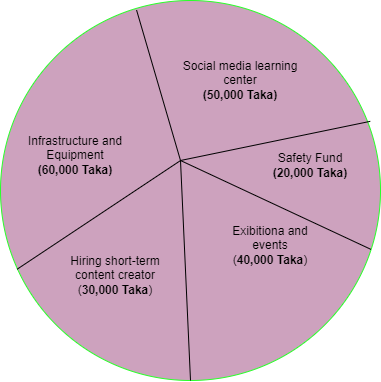 Social media learning
center
(50,000 Taka)
Infrastructure and
Equipment
(60,000 Taka)
Safety Fund
(20,000 Taka)
Exibitiona and
events
(40,000 Taka)
Hiring short-term
content creator
(30,000 Taka)